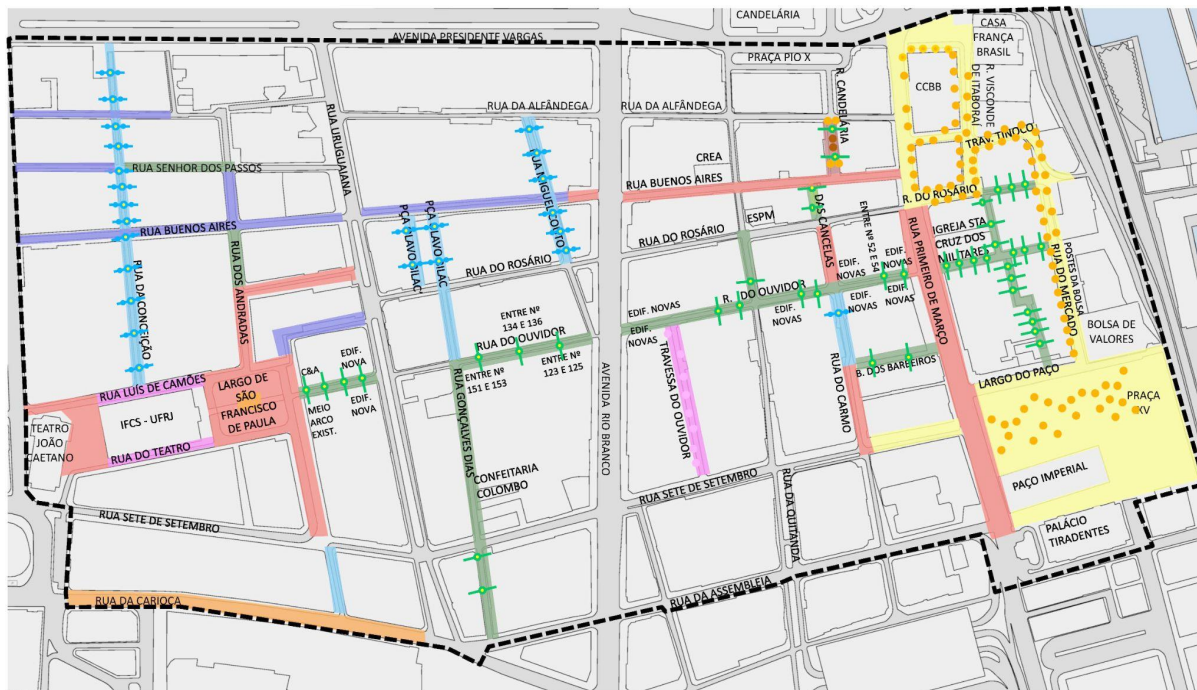 CANDELÁRIA
AVENIDA PRESIDENTE VARGAS
CASA
FRANÇA
BRASIL
PRAÇA PIO X
R. CANDELÁRIA
CCBB
R. VISCONDE
DE ITABORAÍ
RUA DA ALFÂNDEGA
RUA DA ALFÂNDEGA
RUA URUGUAIANA
TRAV. TINOCO
RUA SENHOR DOS PASSOS
RUA MIGUEL COUTO
CREA
RUA BUENOS AIRES
R. DO ROSÁRIO
PÇA OLAVO BILAC
PÇA OLAVO BILAC
DAS CANCELAS
ENTRE Nº 52 E 54
ESPM
RUA BUENOS AIRES
RUA DO ROSÁRIO
IGREJA STA
CRUZ DOS
MILITARES
RUA PRIMEIRO DE MARÇO
RUA DOS ANDRADAS
RUA DA CONCEIÇÃO
RUA DO ROSÁRIO
EDIF.
NOVAS
EDIF.
NOVAS
POSTES DA BOLSA
RUA DO MERCADO
R. DO OUVIDOR
EDIF. NOVAS
EDIF.
NOVAS
EDIF.
NOVAS
EDIF.
NOVAS
EDIF.
NOVAS
ENTRE Nº
134 E 136
RUA DO OUVIDOR
BOLSA DE
VALORES
EDIF.
NOVA
C&A
ENTRE Nº
151 E 153
ENTRE Nº
123 E 125
TRAVESSA DO OUVIDOR
B. DOS BARBEIROS
LARGO DO PAÇO
RUA LUÍS DE CAMÕES
LARGO DE
SÃO
FRANCISCO
DE PAULA
MEIO
ARCO
EXIST.
EDIF.
NOVA
RUA GONÇALVES DIAS
AVENIDA RIO BRANCO
RUA DO CARMO
PRAÇA
XV
TEATRO
JOÃO
CAETANO
IFCS - UFRJ
RUA DO TEATRO
CONFEITARIA
COLOMBO
RUA SETE DE SETEMBRO
RUA DA QUITANDA
PAÇO IMPERIAL
RUA SETE DE SETEMBRO
PALÁCIO
TIRADENTES
RUA DA ASSEMBLEIA
RUA DA CARIOCA